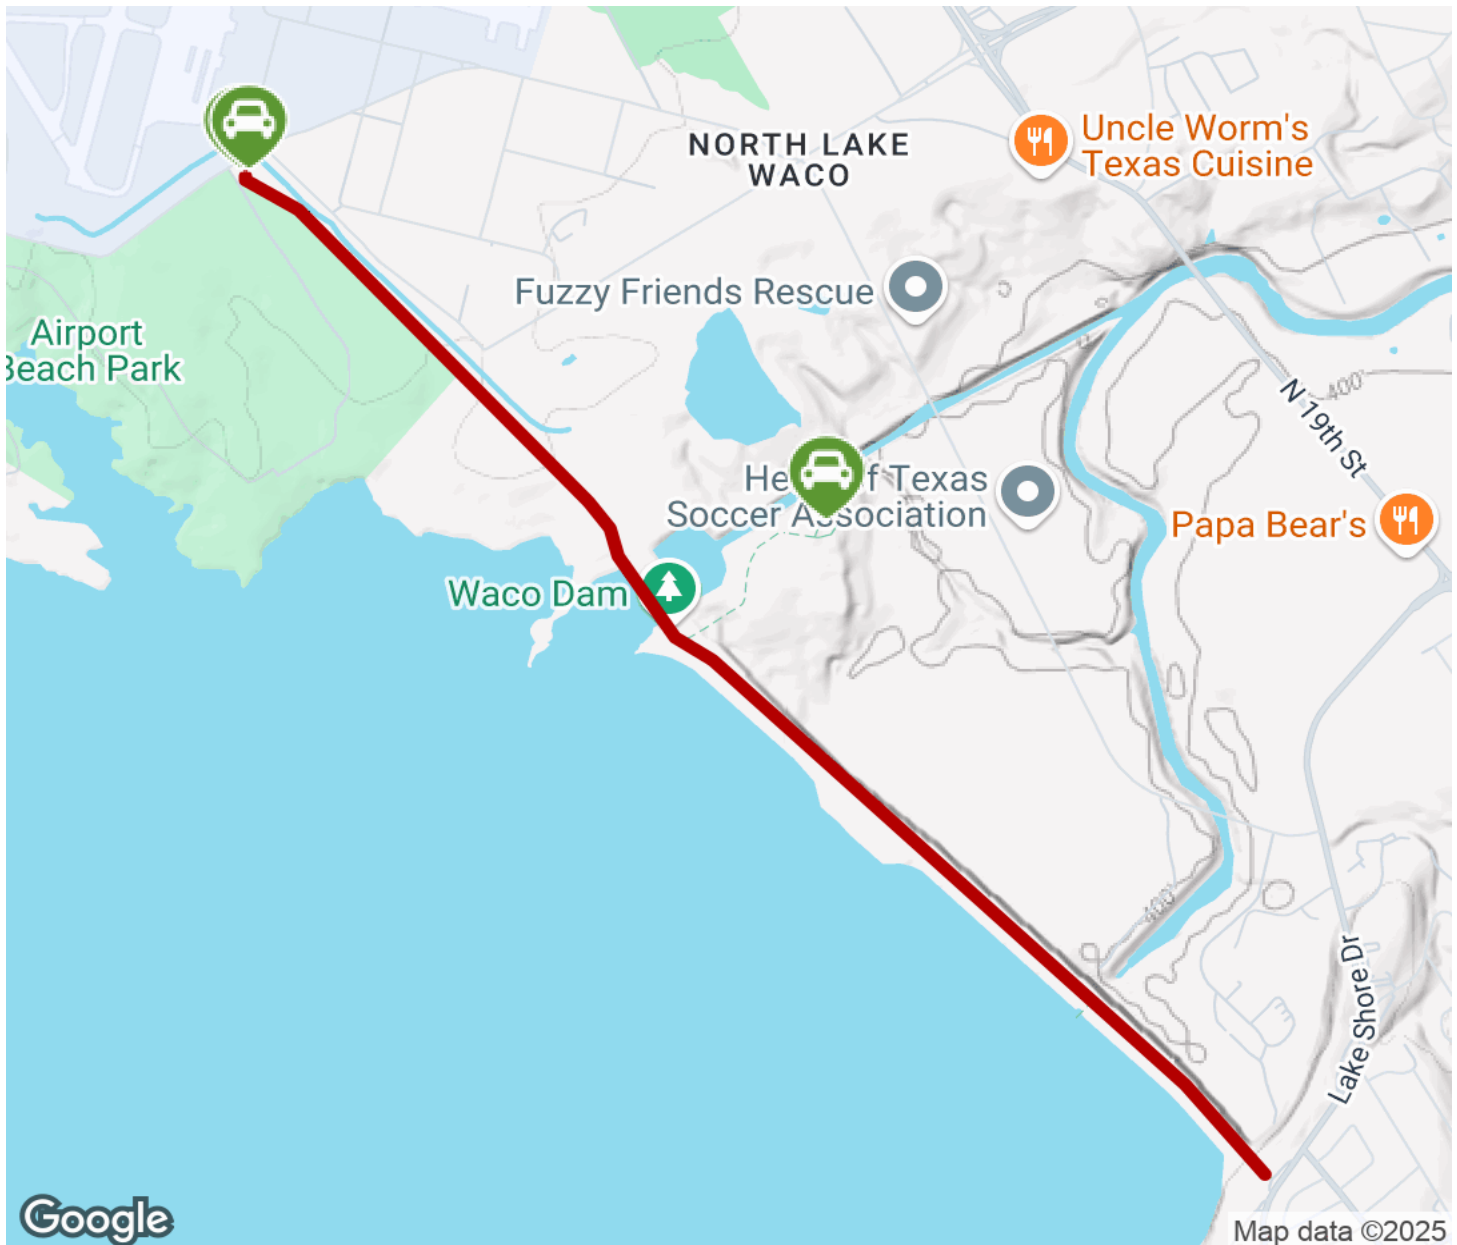 NORTH LAKE
WACO
Uncle Worm's
Texas Cuisine
Fuzzy Friends Rescue
Airport
Beach Park
N 19th St
400'
Texas
Soccer Association
Papa Bear's
Waco Dam
400'
Lake Shore Dr
Google
Map data ©2025